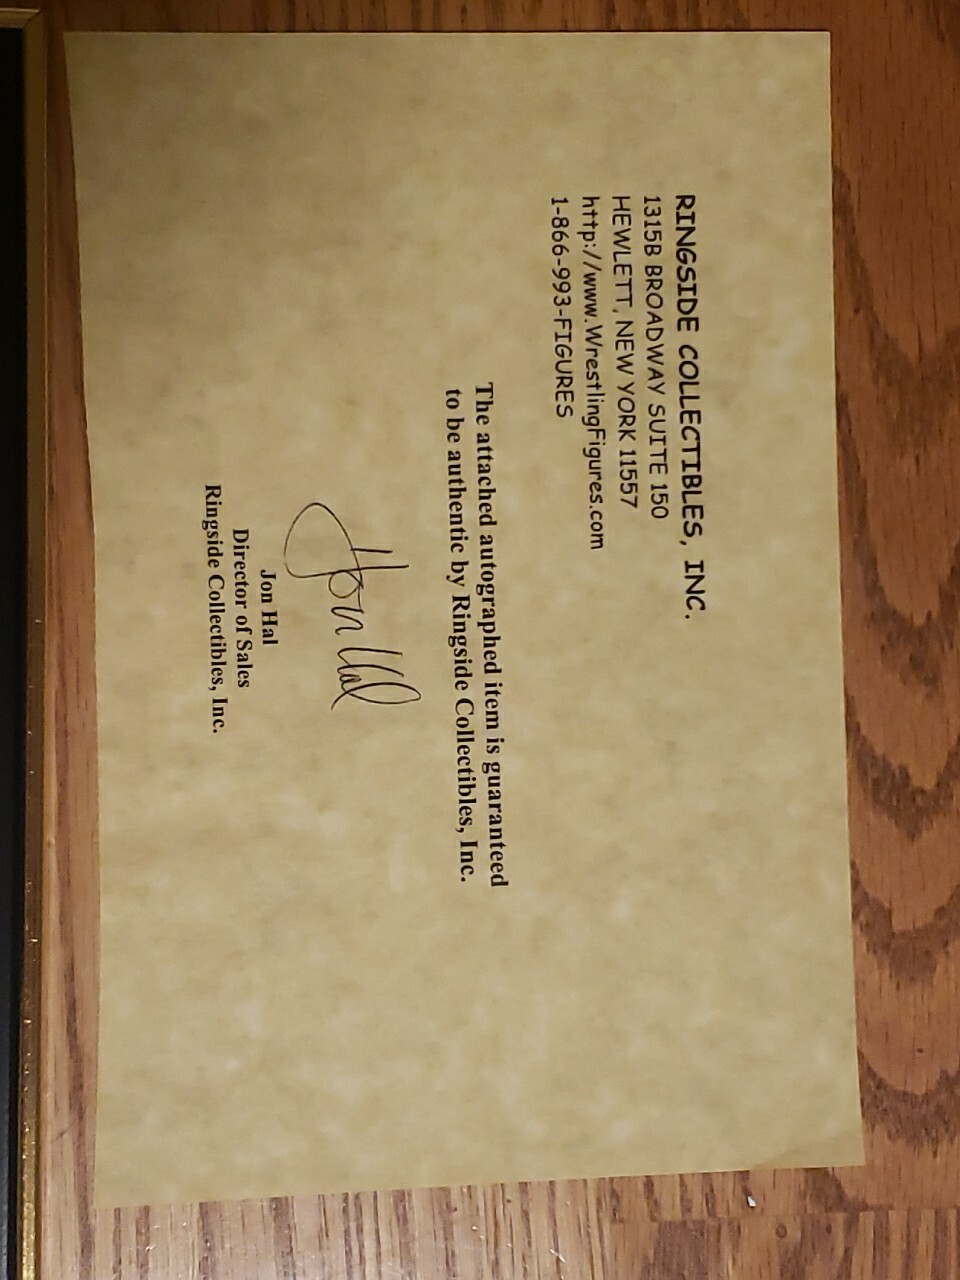 RINGSIDE COLLECTIBLES, INC.
1315B BROADWAY SUITE 150
HEWLETT, NEW YORK 11557
http://www.WrestlingFigures.com
1-866-993-FIGURES
The attached autographed item is guaranteed
to be authentic by Ringside Collectibles, Inc.
Jon Hal
Jon Hal
Director of Sales
Ringside Collectibles, Inc.